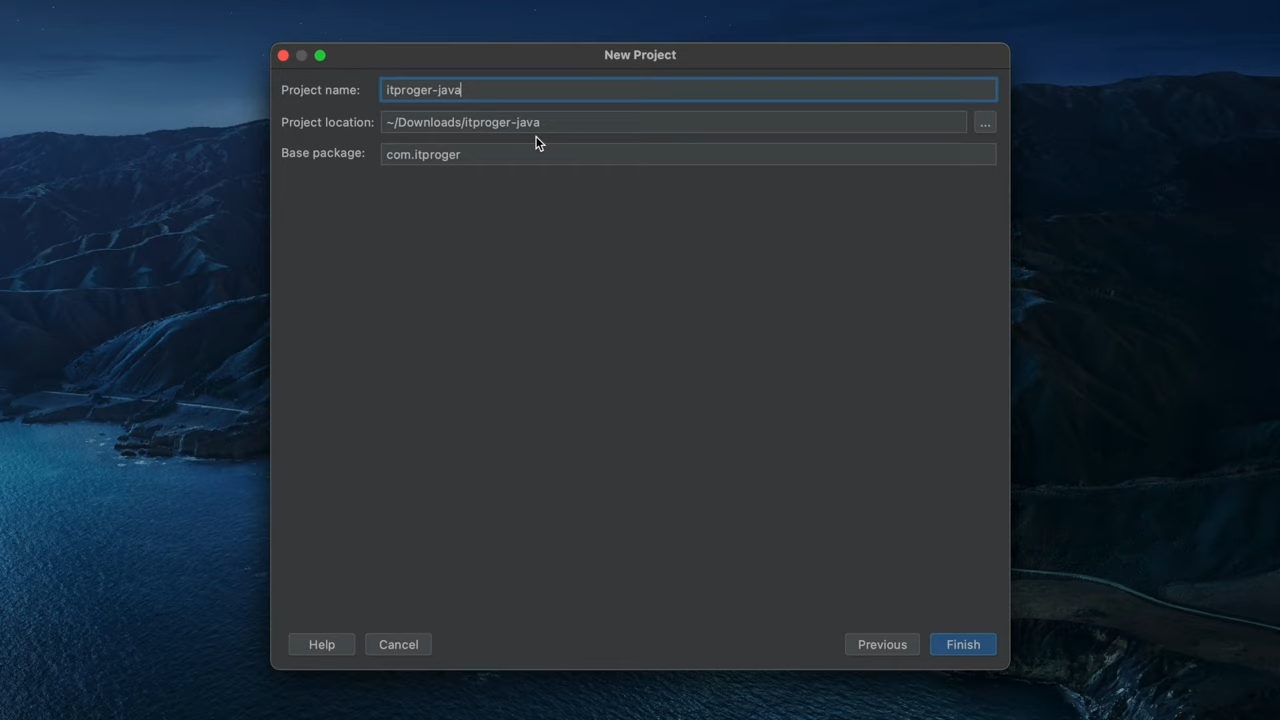 New Project
Project name: itproger-java
Project location: ~/Downloads/itproger-java ...
Base package: com.itproger
Help Cancel Previous Finish